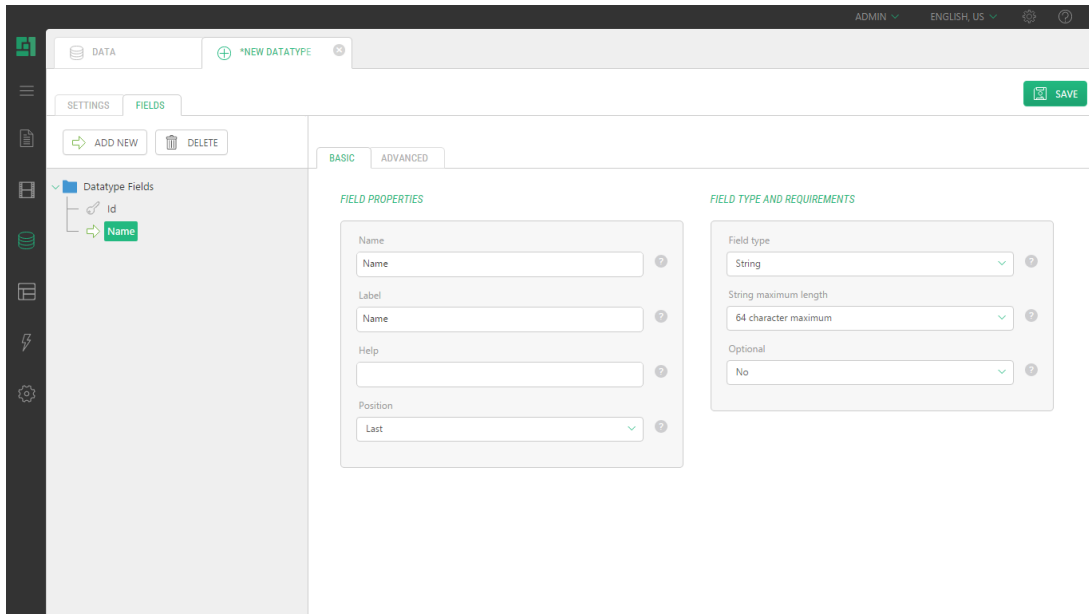 ADMIN ENGLISH, US
DATA *NEW DATATYPE
SETTINGS FIELDS SAVE
ADD NEW DELETE
BASIC ADVANCED
Datatype Fields
Id
Name
FIELD PROPERTIES
Name
Name
Label
Name
Help
Position
Last
FIELD TYPE AND REQUIREMENTS
Field type
String
String maximum length
64 character maximum
Optional
No